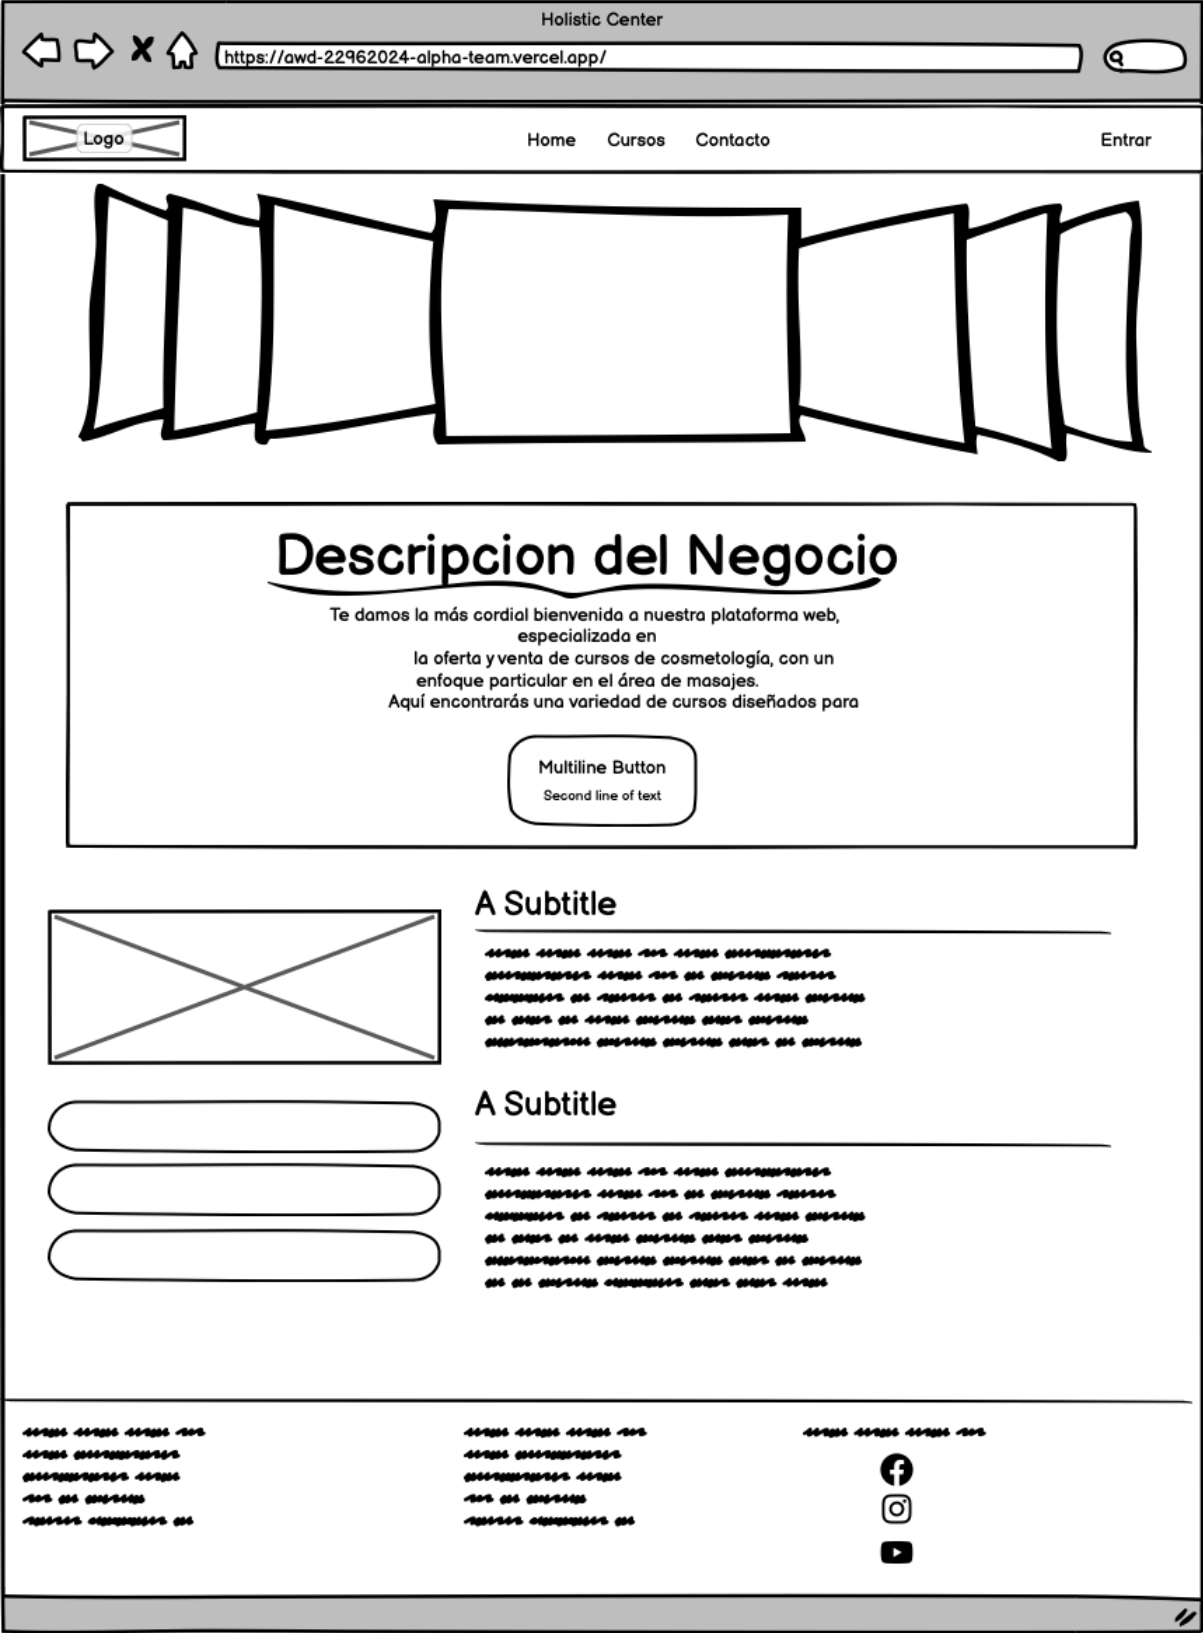 Holistic Center
https://awd-22962024-alpha-team.vercel.app/
Logo
Home
Cursos
Contacto
Entrar
Descripcion del Negocio
Te damos la más cordial bienvenida a nuestra plataforma web,
especializada en
la oferta y venta de cursos de cosmetología, con un
enfoque particular en el área de masajes.
Aquí encontrarás una variedad de cursos diseñados para
Multiline Button
Second line of text
A Subtitle
A Subtitle